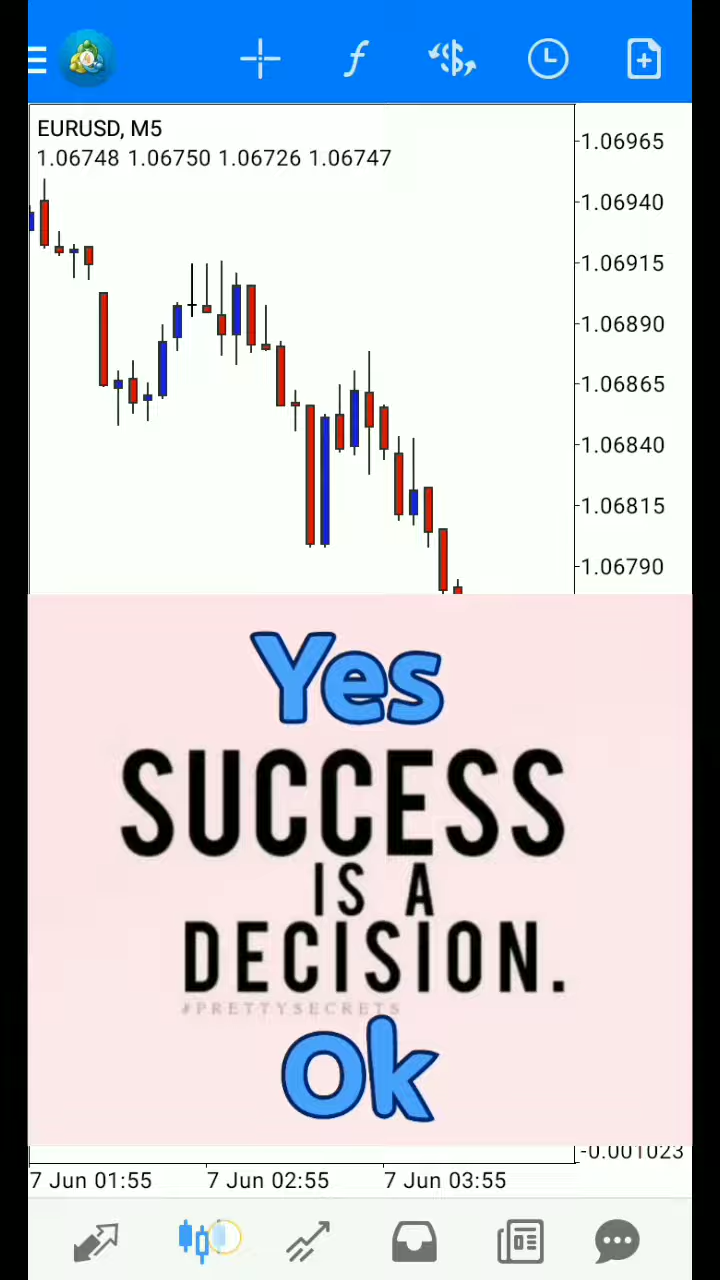 EURUSD, M5
1.06748 1.06750 1.06726 1.06747
1.06965
1.06940
1.06915
1.06890
1.06865
1.06840
1.06815
1.06790
Yes
SUCCESS
IS A
DECISION.
#PRETTYSECRETS
Ok
-0.001023
7 Jun 01:55 7 Jun 02:55 7 Jun 03:55